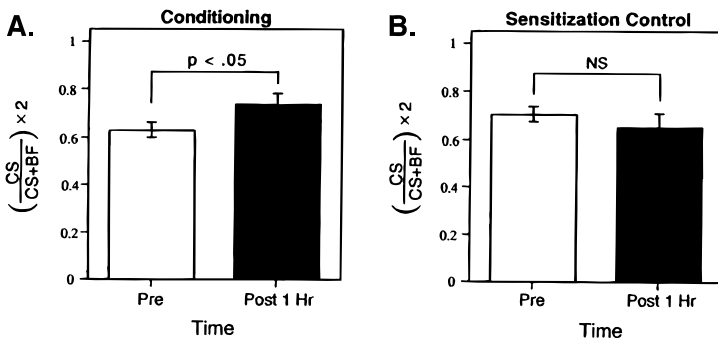 A.
Conditioning
1
0.8
0.6
0.4
0.2
0
p < .05
(CS/CS+BF) × 2
Pre
Post 1 Hr
Time
B.
Sensitization Control
1
0.8
0.6
0.4
0.2
0
NS
(CS/CS+BF) × 2
Pre
Post 1 Hr
Time